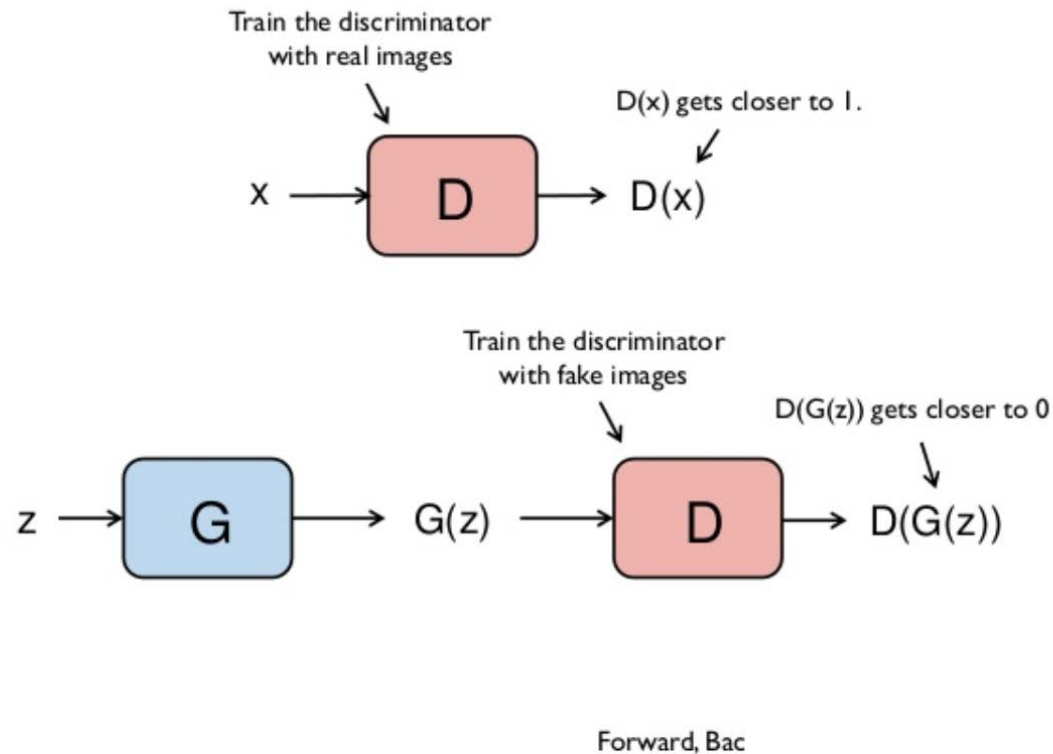 Train the discriminator
with real images
D(x) gets closer to 1.
x
D
D(x)
Train the discriminator
with fake images
D(G(z)) gets closer to 0
z
G
G(z)
D
D(G(z))
Forward, Bac